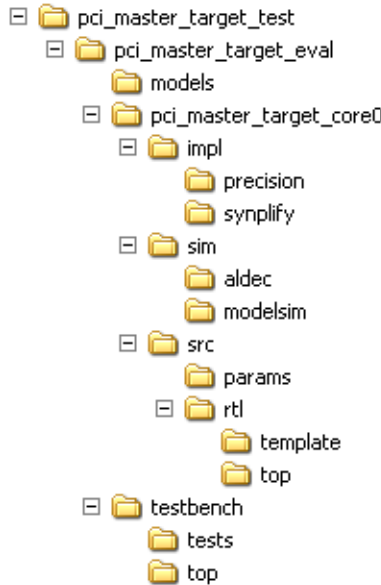 pci_master_target_test
pci_master_target_eval
models
pci_master_target_core0
impl
precision
synplify
sim
aldec
modelsim
src
params
rtl
template
top
testbench
tests
top